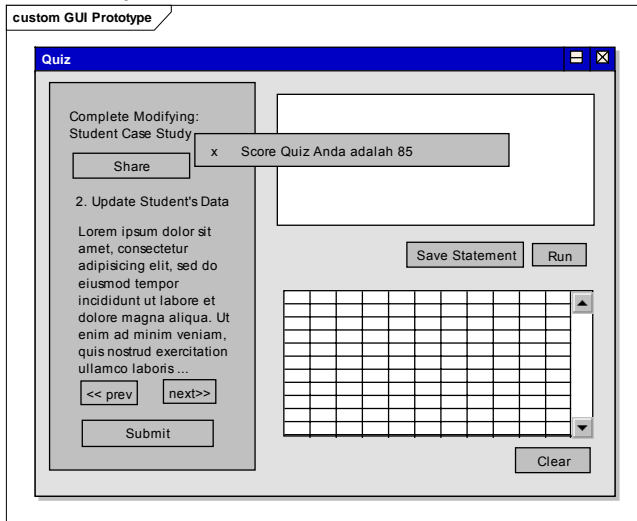 custom GUI Prototype
Quiz
Complete Modifying:
Student Case Study
Share
x Score Quiz Anda adalah 85
2. Update Student's Data
Lorem ipsum dolor sit
amet, consectetur
adipisicing elit, sed do
eiusmod tempor
incididunt ut labore et
dolore magna aliqua. Ut
enim ad minim veniam,
quis nostrud exercitation
ullamco laboris ...
<< prev
next>>
Submit
Save Statement
Run
Clear